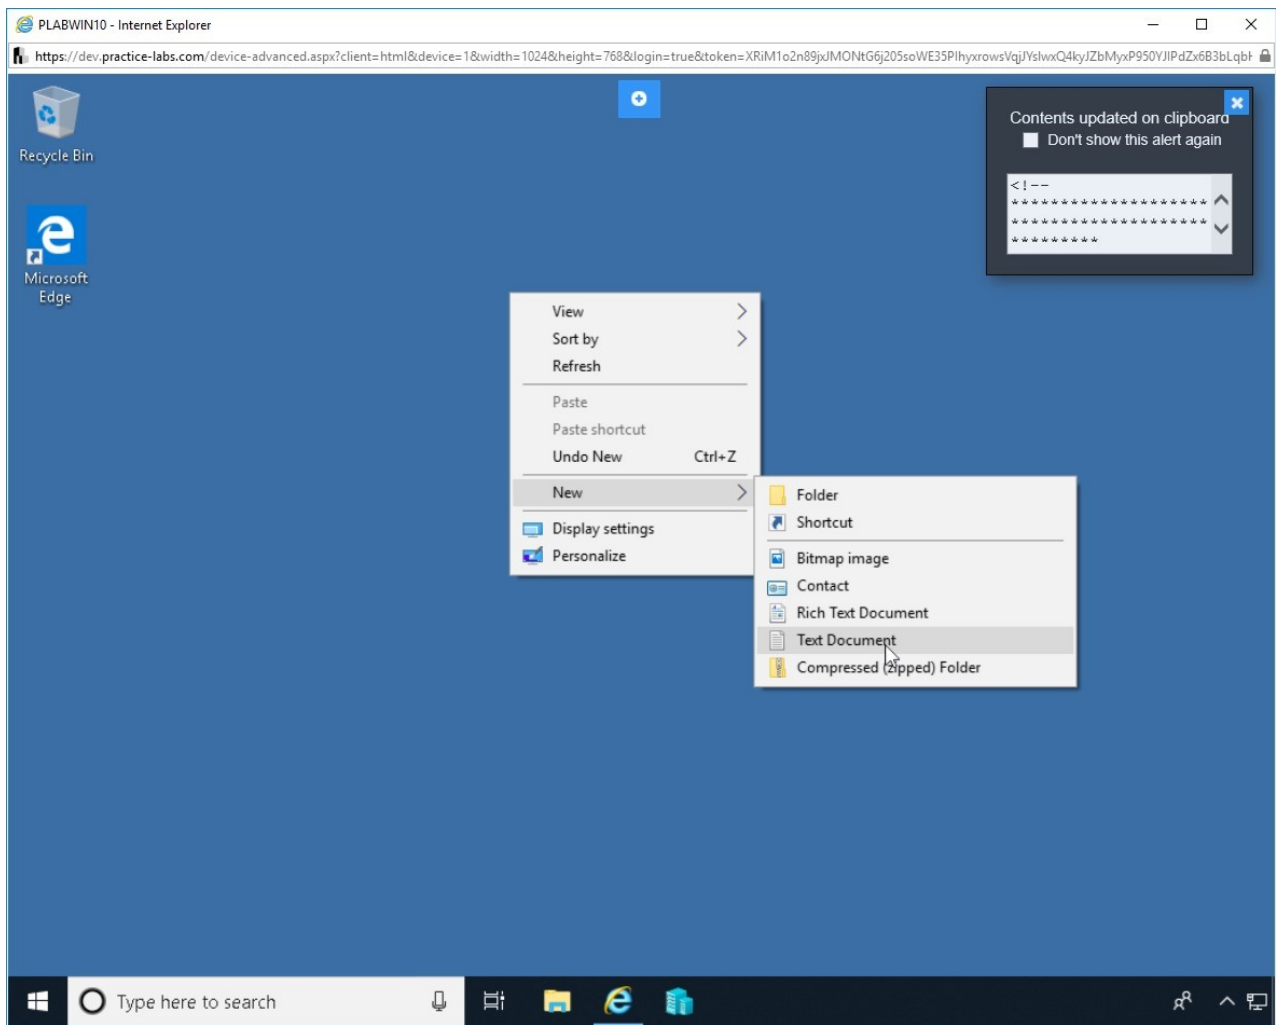 PLABWIN10 - Internet Explorer
https://dev.practice-labs.com/device-advanced.aspx?client=html&device=1&width=1024&height=768&login=true&token=
Recycle Bin
Microsoft
Edge
Contents updated on clipboard
Don't show this alert again
<!--
********************
********************
*********
View
Sort by
Refresh
Paste
Paste shortcut
Undo New Ctrl+Z
New
Display settings
Personalize
Folder
Shortcut
Bitmap image
Contact
Rich Text Document
Text Document
Compressed (zipped) Folder
Type here to search